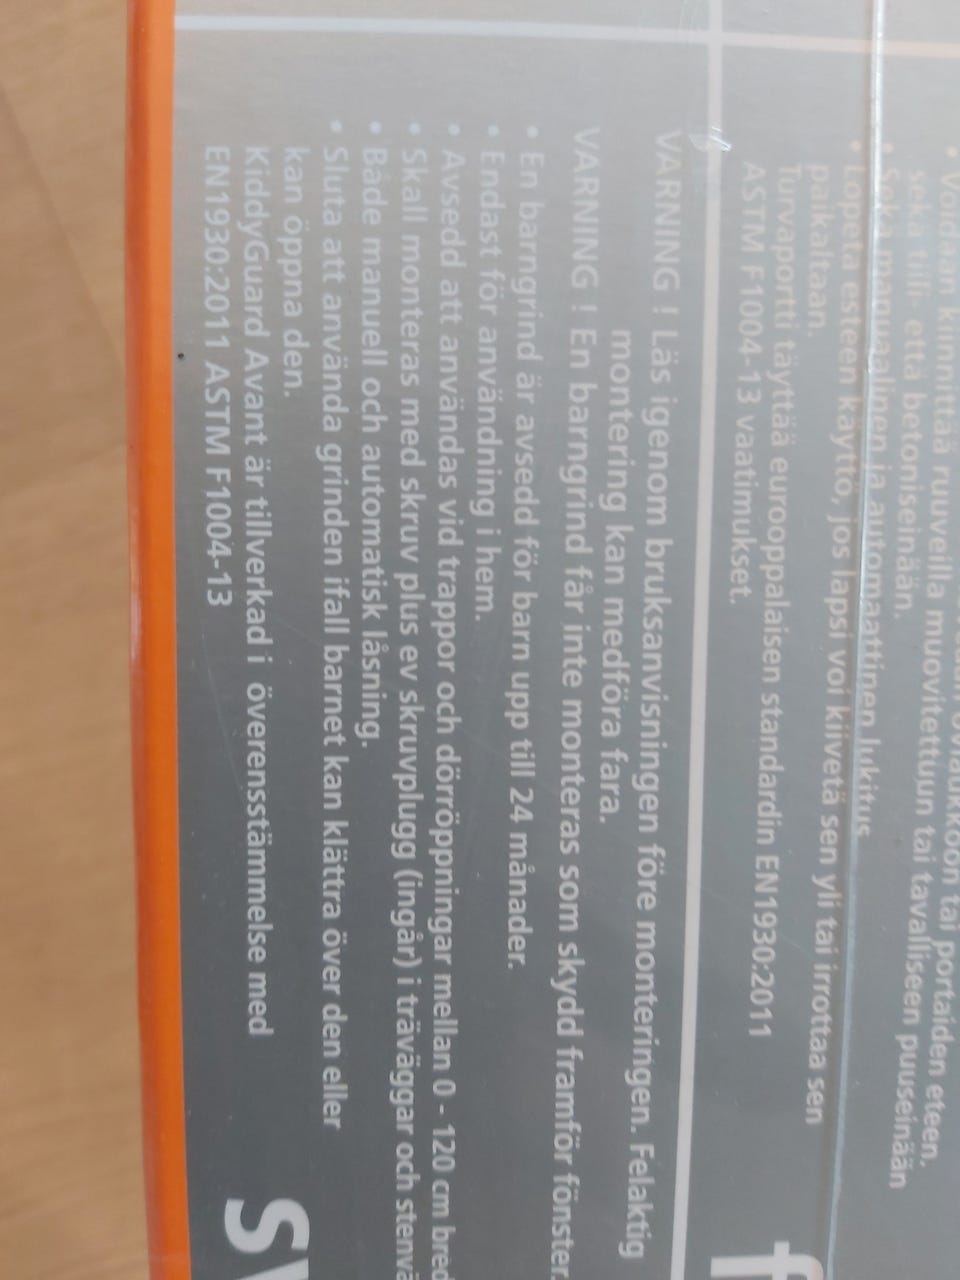 • Voidaan kiinnittää ruuveilla muovitettuun tai tavalliseen puuseinään
sekä tiili- että betoniseinään.
• Sekä manuaalinen ja automaattinen lukitus
• Lopeta esteen käyttö, jos lapsi voi kiivetä sen yli tai irrottaa sen
paikaltaan.
Turvaportti täyttää eurooppalaisen standardin EN1930:2011
ASTM F1004-13 vaatimukset.
VARNING ! Läs igenom bruksanvisningen före monteringen. Felaktig
montering kan medföra fara.
VARNING ! En barngrind får inte monteras som skydd framför fönster.
• En barngrind är avsedd för barn upp till 24 månader.
• Endast för användning i hem.
• Avsedd att användas vid trappor och dörröppningar mellan 0 - 120 cm bred
• Skall monteras med skruv plus ev skruvplugg (ingår) i träväggar och stenvä
• Både manuell och automatisk låsning.
• Sluta att använda grinden ifall barnet kan klättra över den eller
kan öppna den.
KiddyGuard Avant är tillverkad i överensstämmelse med
EN1930:2011 ASTM F1004-13